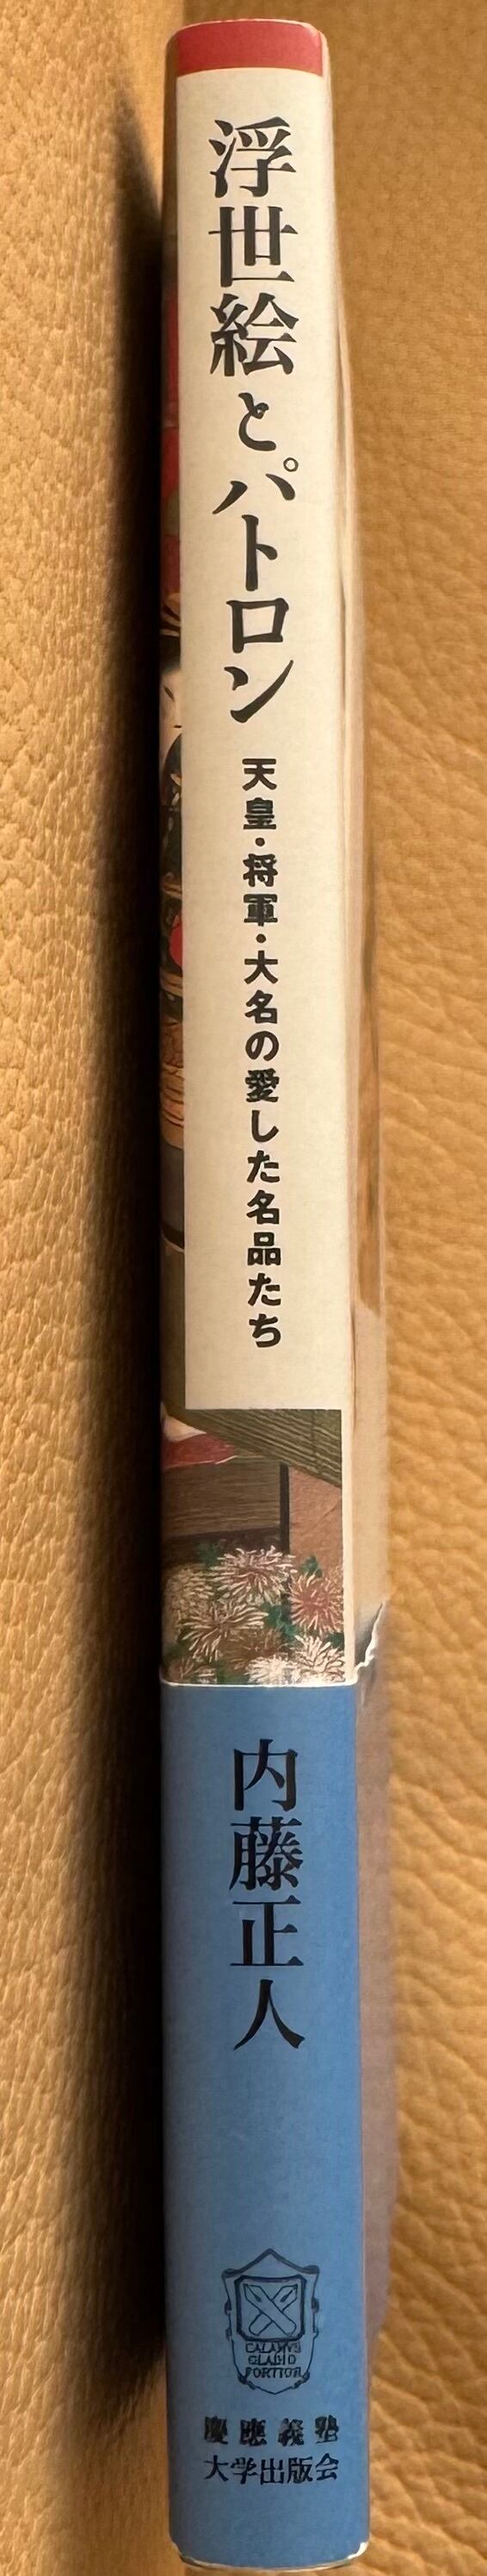 浮世絵とパトロン
天皇・将軍・大名の愛した名品たち
内藤正人
CALAMVS
GLADIO
FORTIOR
慶應義塾
大学出版会